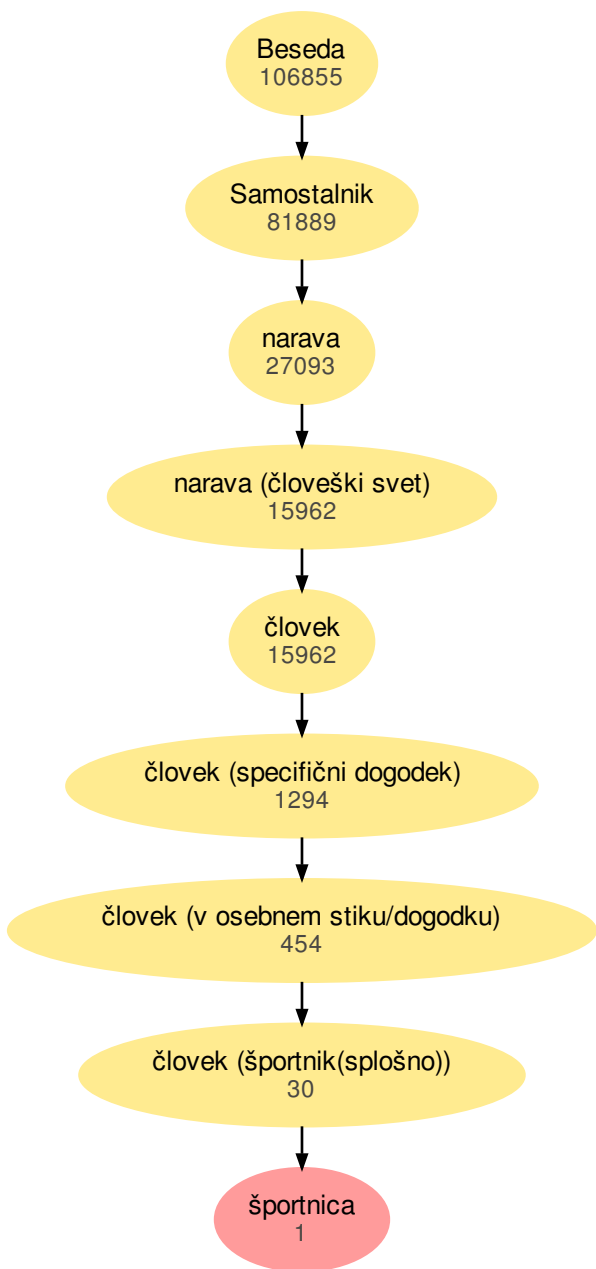 Beseda
106855
Samostalnik
81889
narava
27093
narava (človeški svet)
15962
človek
15962
človek (specifični dogodek)
1294
človek (v osebnem stiku/dogodku)
454
človek (športnik(splošno))
30
športnica
1